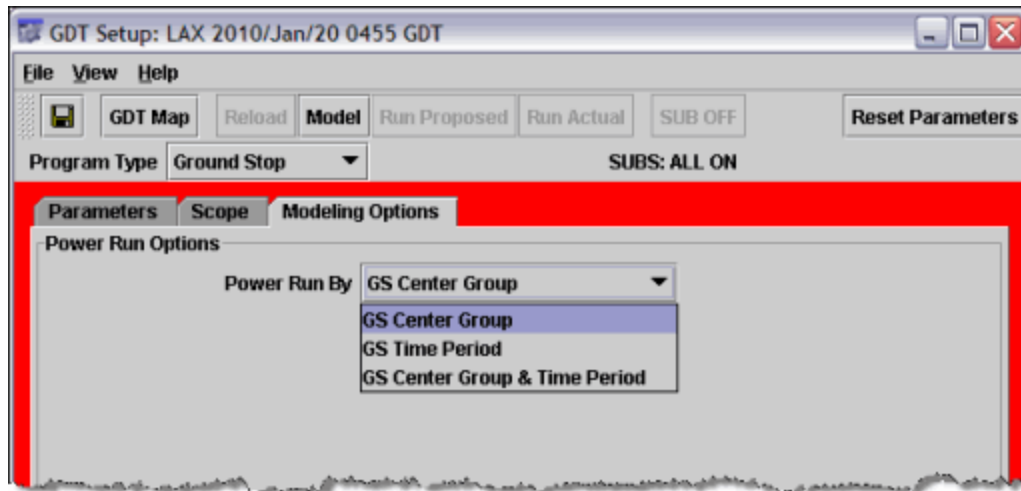 GDT Setup: LAX 2010/Jan/20 0455 GDT
File View Help
GDT Map Reload Model Run Proposed Run Actual SUB OFF Reset Parameters
Program Type Ground Stop SUBS: ALL ON
Parameters Scope Modeling Options
Power Run Options
Power Run By GS Center Group
GS Center Group
GS Time Period
GS Center Group & Time Period